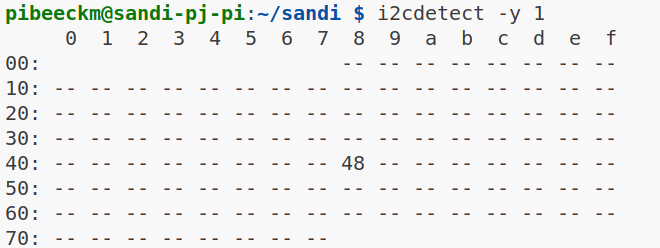 pibeeckm@sandi-pj-pi:~/sandi $ i2cdetect -y 1
     0  1  2  3  4  5  6  7  8  9  a  b  c  d  e  f
00:                         -- -- -- -- -- -- -- --
10: -- -- -- -- -- -- -- -- -- -- -- -- -- -- -- --
20: -- -- -- -- -- -- -- -- -- -- -- -- -- -- -- --
30: -- -- -- -- -- -- -- -- -- -- -- -- -- -- -- --
40: -- -- -- -- -- -- -- -- 48 -- -- -- -- -- -- --
50: -- -- -- -- -- -- -- -- -- -- -- -- -- -- -- --
60: -- -- -- -- -- -- -- -- -- -- -- -- -- -- -- --
70: -- -- -- -- -- -- -- --